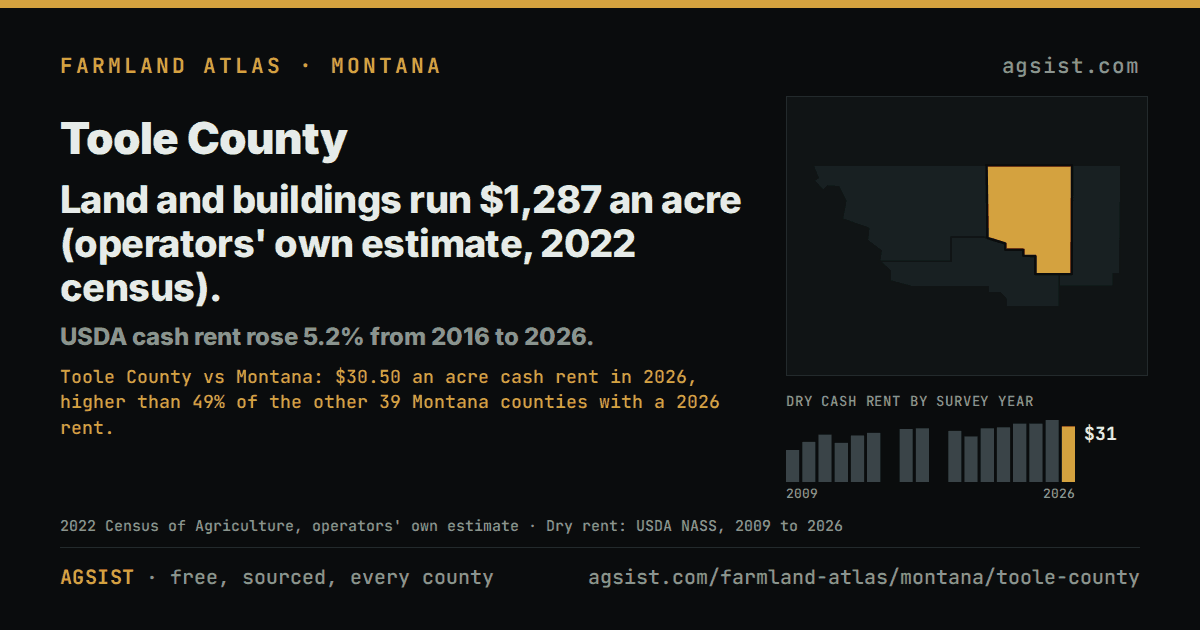 FARMLAND ATLAS · MONTANA
agsist.com
Toole County
Land and buildings run $1,287 an acre
(operators' own estimate, 2022
census).
USDA cash rent rose 5.2% from 2016 to 2026.
Toole County vs Montana: $30.50 an acre cash rent in 2026,
higher than 49% of the other 39 Montana counties with a 2026
rent.
DRY CASH RENT BY SURVEY YEAR
$31
2009
2026
2022 Census of Agriculture, operators' own estimate · Dry rent: USDA NASS, 2009 to 2026
AGSIST · free, sourced, every county
agsist.com/farmland-atlas/montana/toole-county